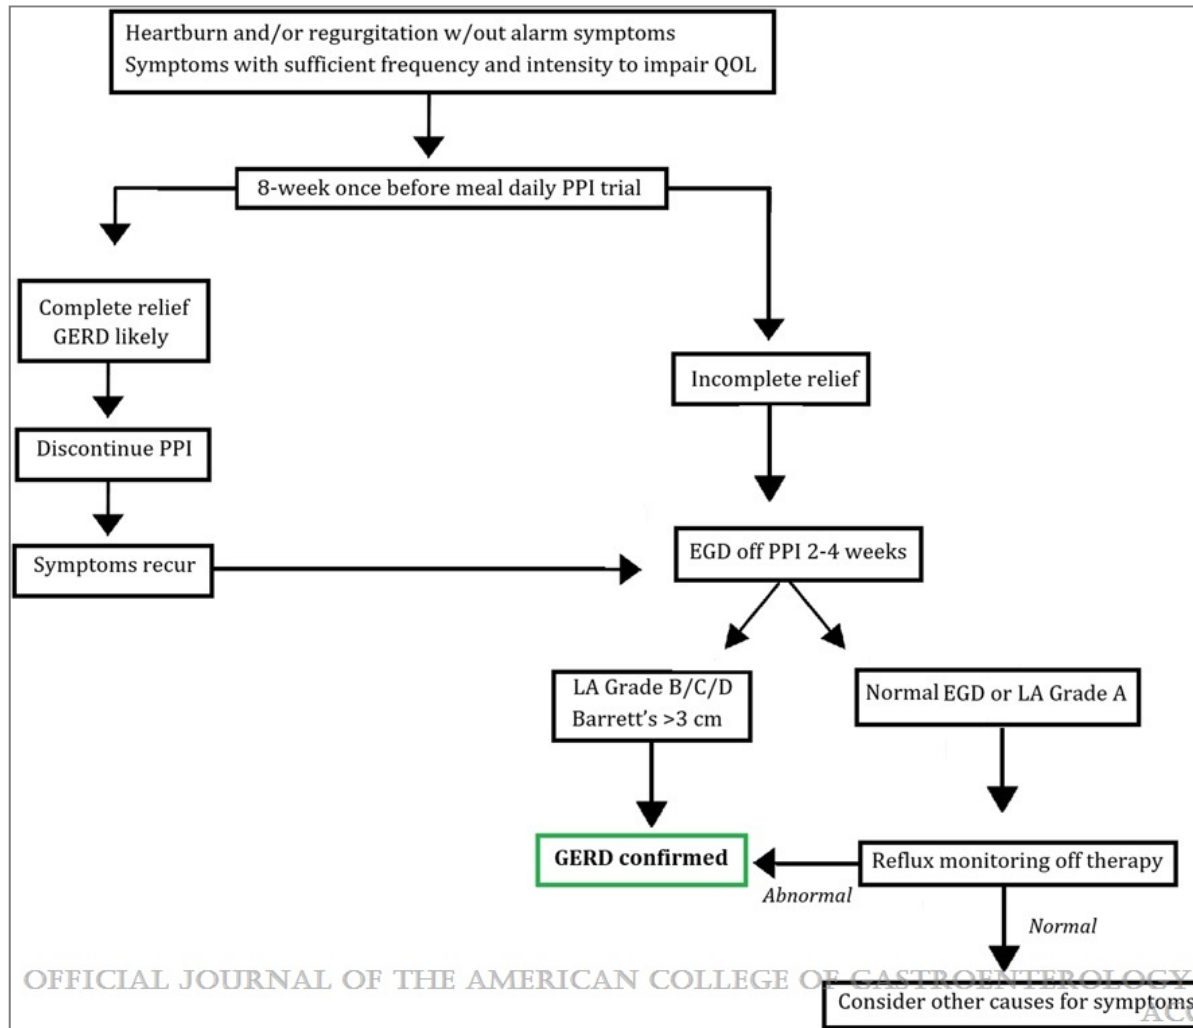 Heartburn and/or regurgitation w/out alarm symptoms
Symptoms with sufficient frequency and intensity to impair QOL
8-week once before meal daily PPI trial
Complete relief
GERD likely
Incomplete relief
Discontinue PPI
Symptoms recur
EGD off PPI 2-4 weeks
LA Grade B/C/D
Barrett's >3 cm
Normal EGD or LA Grade A
GERD confirmed
Reflux monitoring off therapy
Abnormal
Normal
OFFICIAL JOURNAL OF THE AMERICAN COLLEGE OF GASTROENTEROLOGY
Consider other causes for symptoms